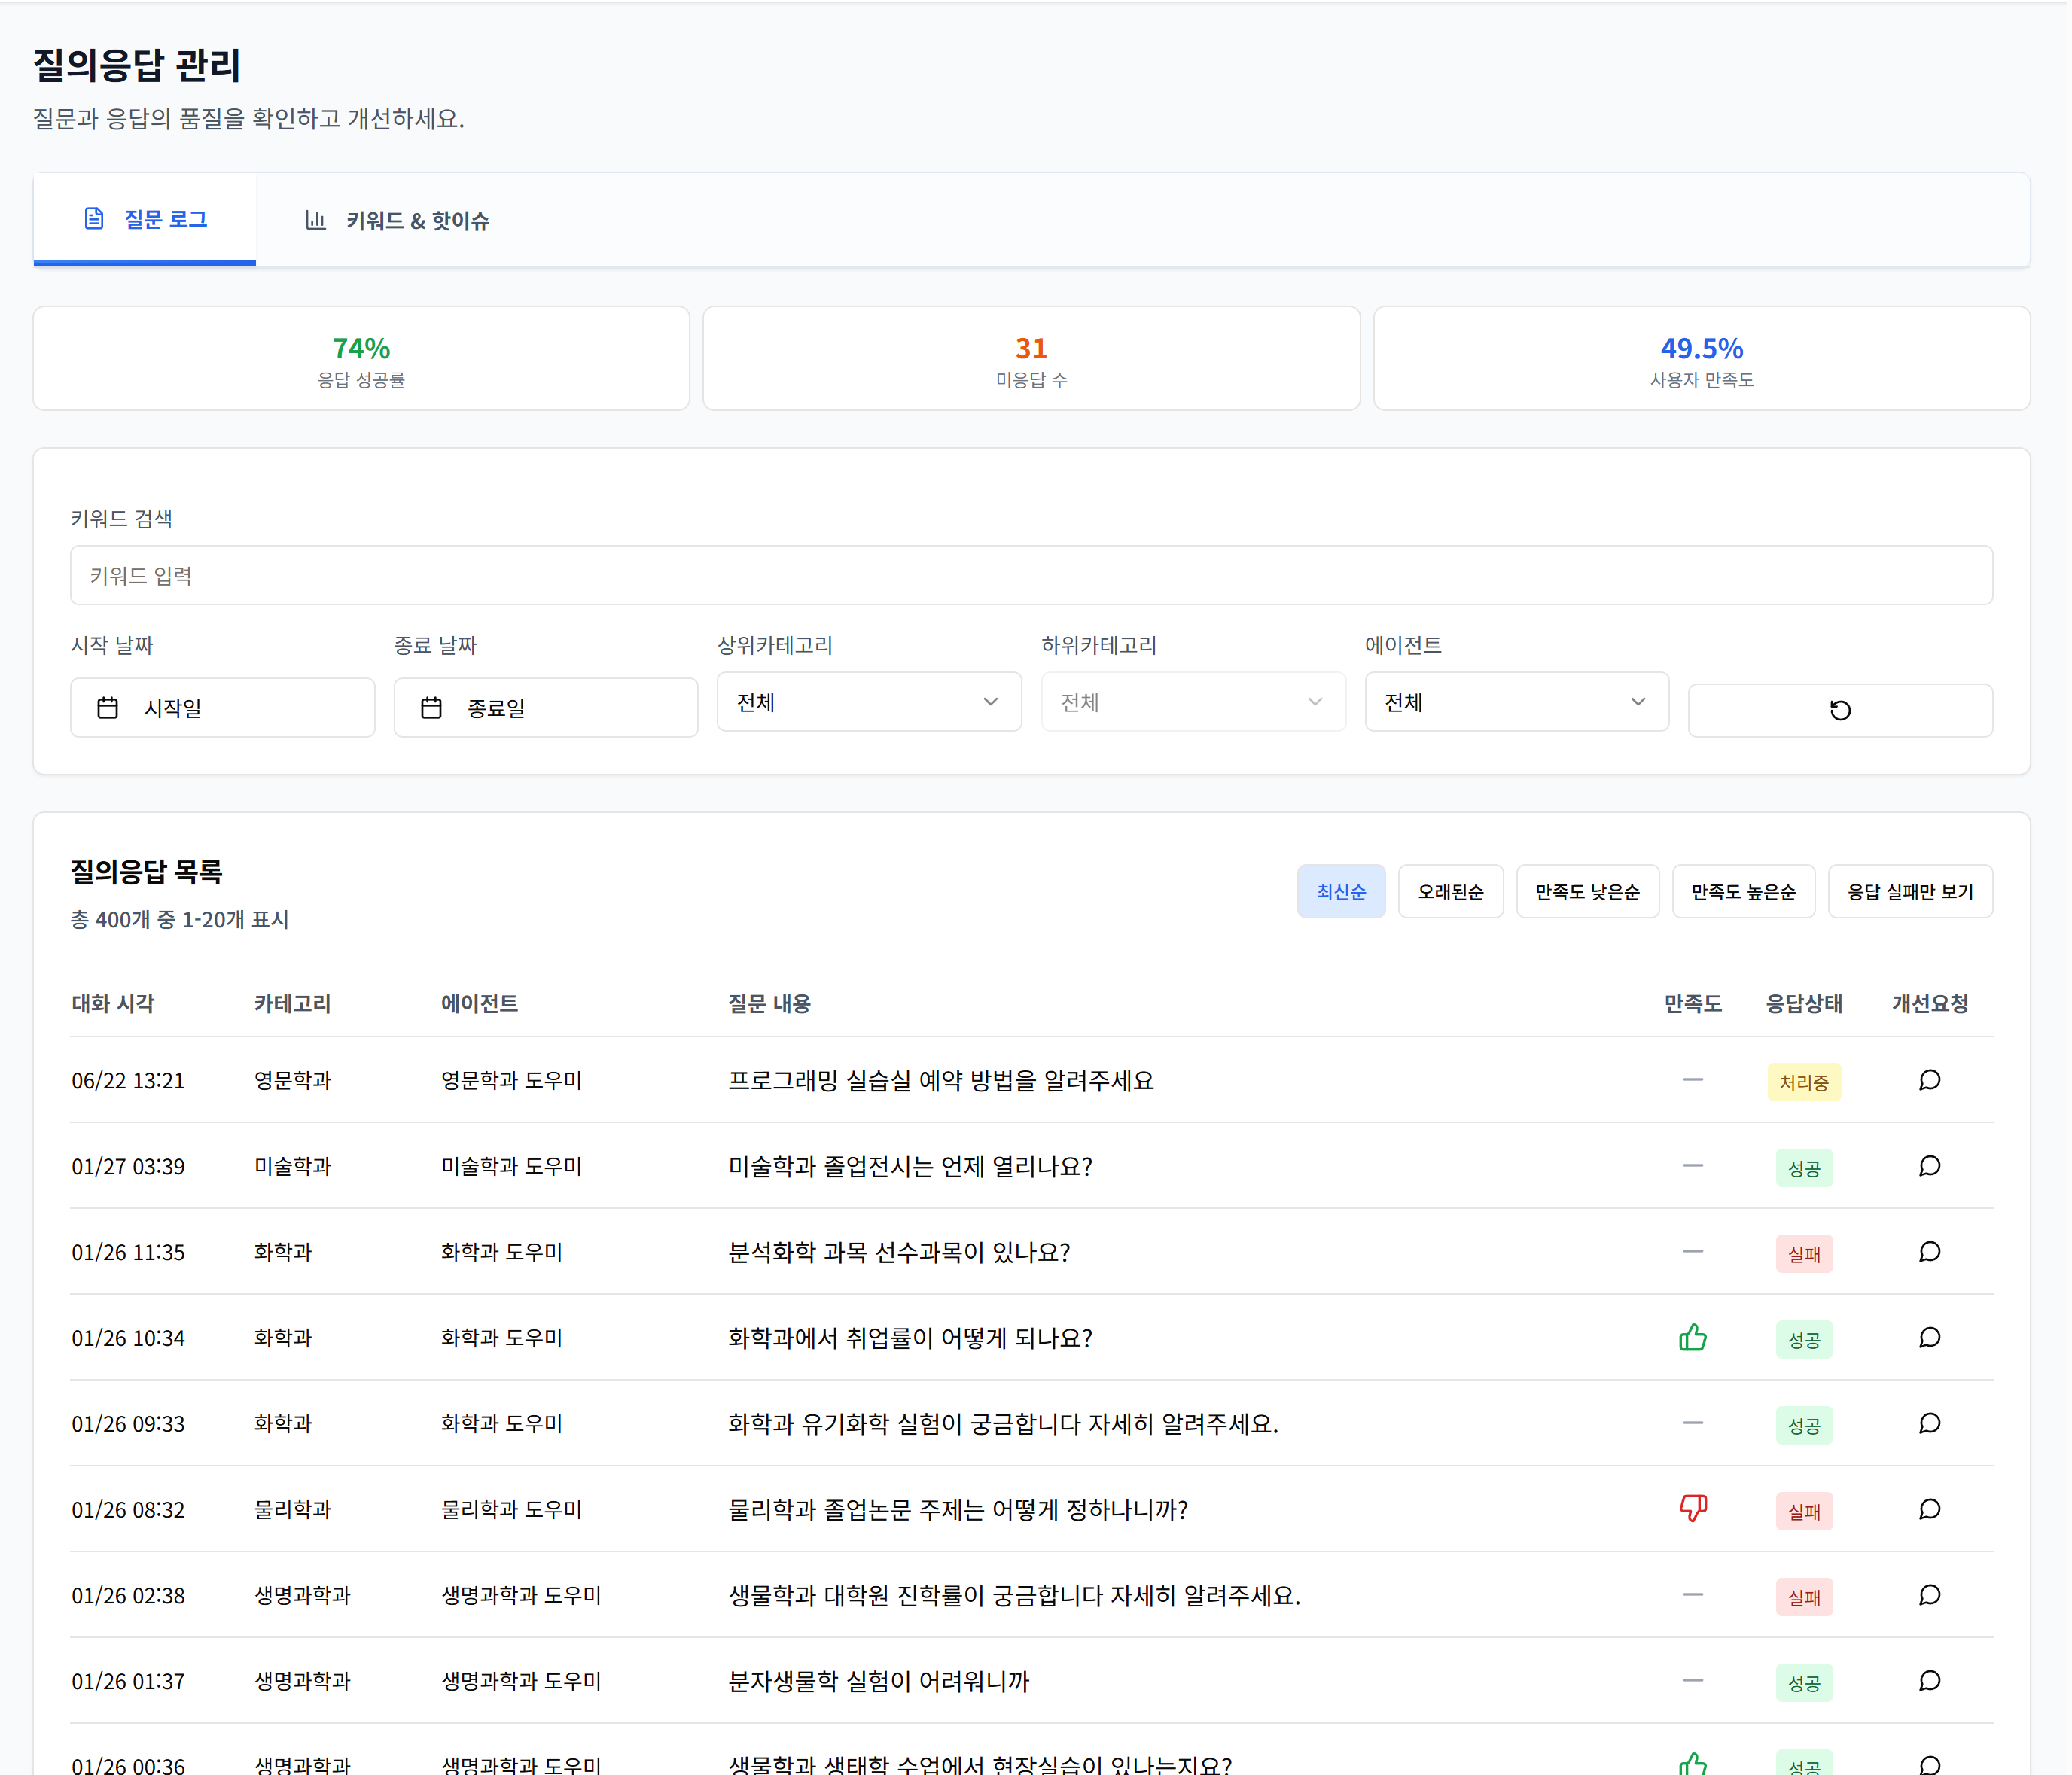 질의응답 관리
질문과 응답의 품질을 확인하고 개선하세요.
질문 로그 키워드 & 핫이슈
74% 31 49.5%
응답 성공률 미응답 수 사용자 만족도
키워드 검색
키워드 입력
시작 날짜 종료 날짜 상위카테고리 하위카테고리 에이전트
시작일 종료일 전체 전체 전체
질의응답 목록
총 400개 중 1-20개 표시
최신순 오래된순 만족도 낮은순 만족도 높은순 응답 실패만 보기
대화 시각 카테고리 에이전트 질문 내용 만족도 응답상태 개선요청
06/22 13:21 영문학과 영문학과 도우미 프로그래밍 실습실 예약 방법을 알려주세요 처리중
01/27 03:39 미술학과 미술학과 도우미 미술학과 졸업전시는 언제 열리나요? 성공
01/26 11:35 화학과 화학과 도우미 분석화학 과목 선수과목이 있나요? 실패
01/26 10:34 화학과 화학과 도우미 화학과에서 취업률이 어떻게 되나요? 성공
01/26 09:33 화학과 화학과 도우미 화학과 유기화학 실험이 궁금합니다 자세히 알려주세요. 성공
01/26 08:32 물리학과 물리학과 도우미 물리학과 졸업논문 주제는 어떻게 정하나니까? 실패
01/26 02:38 생명과학과 생명과학과 도우미 생물학과 대학원 진학률이 궁금합니다 자세히 알려주세요. 실패
01/26 01:37 생명과학과 생명과학과 도우미 분자생물학 실험이 어려워니까 성공
01/26 00:36 생명과학과 생명과학과 도우미 생물학과 생태학 수업에서 현장실습이 있나는지요? 성공